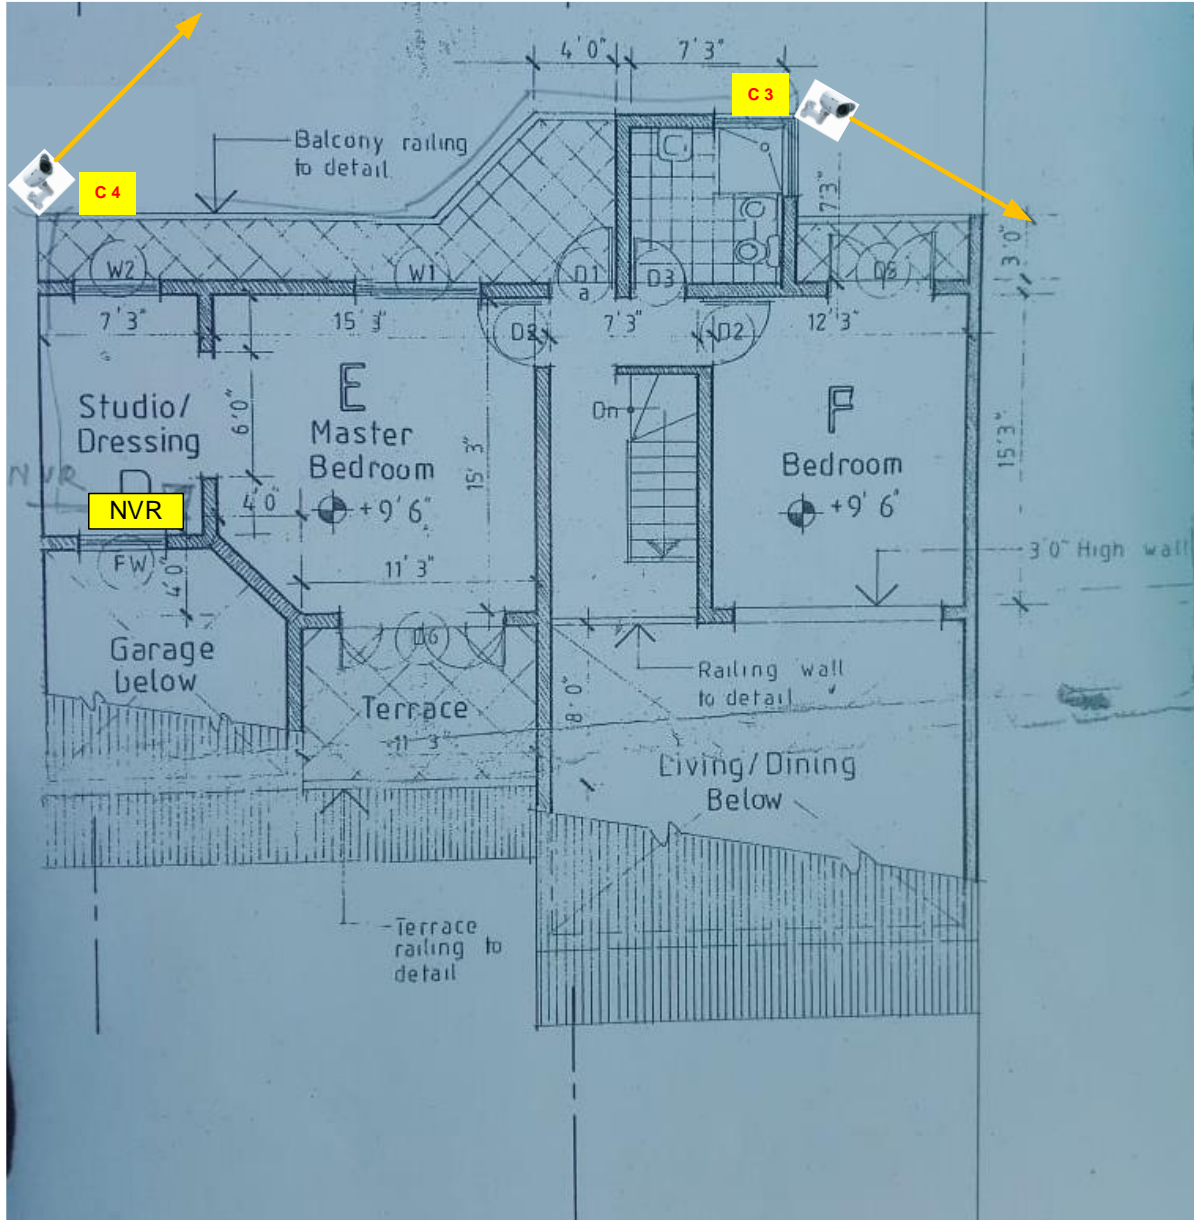 4'0"
7'3"
C 3
Balcony railing
to detail
C 4
7'3"
3'0"
W2
W1
D1
a
D3
D5
7'3"
15'3"
D2
7'3"
D2
12'3"
Studio/
Dressing
6'0"
E
Master
Bedroom
+9'6"
15'3"
Dn
F
Bedroom
+9'6"
15'3"
NVR
D
NVR
4'0"
FW
4'0"
11'3"
3'0" High wall
D6
Garage
below
Terrace
11'3"
8'0"
Railing wall
to detail
Living/Dining
Below
Terrace
railing to
detail